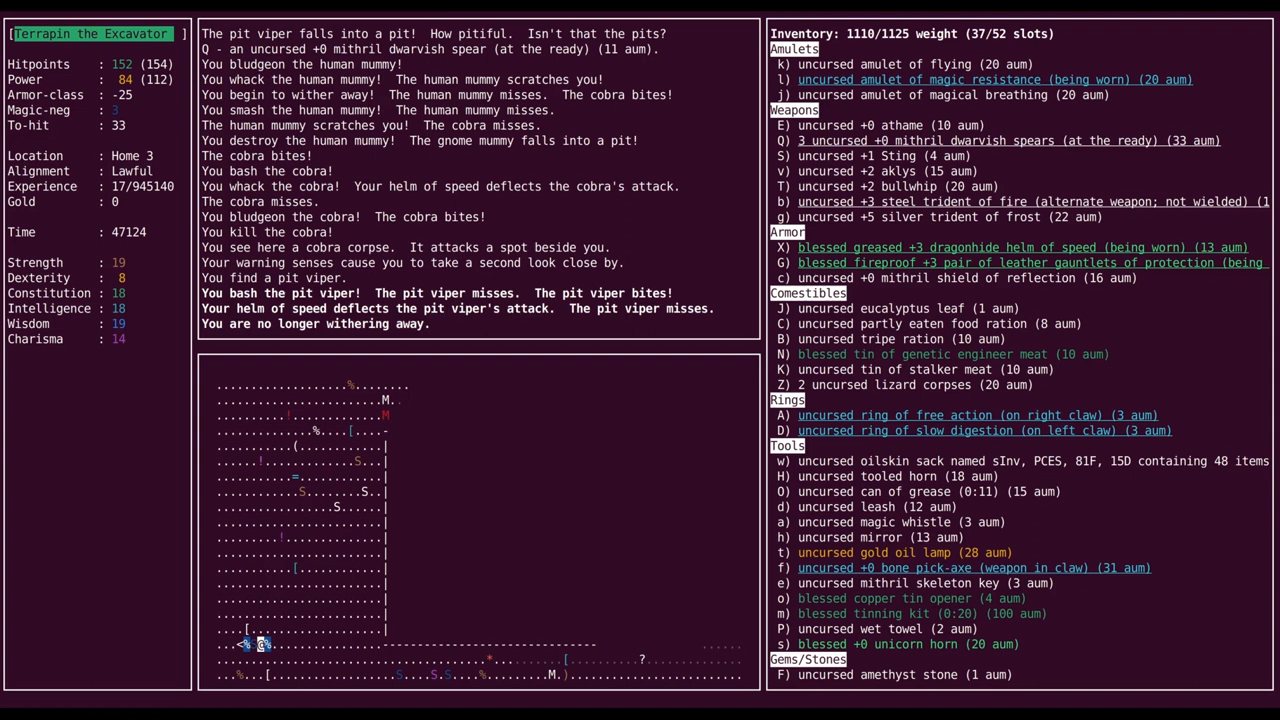 [Terrapin the Excavator ]
Hitpoints : 152 (154)
Power : 84 (112)
Armor-class : -25
Magic-neg : 3
To-hit : 33
Location : Home 3
Alignment : Lawful
Experience : 17/945140
Gold : 0
Time : 47124
Strength : 19
Dexterity : 8
Constitution : 18
Intelligence : 18
Wisdom : 19
Charisma : 14
The pit viper falls into a pit!  How pitiful.  Isn't that the pits?
Q - an uncursed +0 mithril dwarvish spear (at the ready) (11 aum).
You bludgeon the human mummy!
You whack the human mummy!  The human mummy scratches you!
You begin to wither away!  The human mummy misses.  The cobra bites!
You smash the human mummy!  The human mummy misses.
The human mummy scratches you!  The cobra misses.
You destroy the human mummy!  The gnome mummy falls into a pit!
The cobra bites!
You bash the cobra!
You whack the cobra!  Your helm of speed deflects the cobra's attack.
The cobra misses.
You bludgeon the cobra!  The cobra bites!
You kill the cobra!
You see here a cobra corpse.  It attacks a spot beside you.
Your warning senses cause you to take a second look close by.
You find a pit viper.
You bash the pit viper!  The pit viper misses.  The pit viper bites!
Your helm of speed deflects the pit viper's attack.  The pit viper misses.
You are no longer withering away.
...................%........
........................M..
..........!.............M
..............%....[....-
...........(............|
......!.............S...|
...........=............|
............S........S..|
.................S......|
........................|
.........!..............|
........................|
...........[............|
........................|
........................|
........................|
....[...................|
...<% @%................------------------------------- ......
.......................................*... ....... [..........?..............
...%...[..................S....S.S....%.........M.).........................
Inventory: 1110/1125 weight (37/52 slots)
Amulets
k) uncursed amulet of flying (20 aum)
l) uncursed amulet of magic resistance (being worn) (20 aum)
j) uncursed amulet of magical breathing (20 aum)
Weapons
E) uncursed +0 athame (10 aum)
Q) 3 uncursed +0 mithril dwarvish spears (at the ready) (33 aum)
S) uncursed +1 Sting (4 aum)
v) uncursed +2 aklys (15 aum)
T) uncursed +2 bullwhip (20 aum)
b) uncursed +3 steel trident of fire (alternate weapon; not wielded) (1
g) uncursed +5 silver trident of frost (22 aum)
Armor
X) blessed greased +3 dragonhide helm of speed (being worn) (13 aum)
G) blessed fireproof +3 pair of leather gauntlets of protection (being
c) uncursed +0 mithril shield of reflection (16 aum)
Comestibles
J) uncursed eucalyptus leaf (1 aum)
C) uncursed partly eaten food ration (8 aum)
B) uncursed tripe ration (10 aum)
N) blessed tin of genetic engineer meat (10 aum)
K) uncursed tin of stalker meat (10 aum)
Z) 2 uncursed lizard corpses (20 aum)
Rings
A) uncursed ring of free action (on right claw) (3 aum)
D) uncursed ring of slow digestion (on left claw) (3 aum)
Tools
w) uncursed oilskin sack named sInv, PCES, 81F, 15D containing 48 items
H) uncursed tooled horn (18 aum)
O) uncursed can of grease (0:11) (15 aum)
d) uncursed leash (12 aum)
a) uncursed magic whistle (3 aum)
h) uncursed mirror (13 aum)
t) uncursed gold oil lamp (28 aum)
f) uncursed +0 bone pick-axe (weapon in claw) (31 aum)
e) uncursed mithril skeleton key (3 aum)
o) blessed copper tin opener (4 aum)
m) blessed tinning kit (0:20) (100 aum)
P) uncursed wet towel (2 aum)
s) blessed +0 unicorn horn (20 aum)
Gems/Stones
F) uncursed amethyst stone (1 aum)